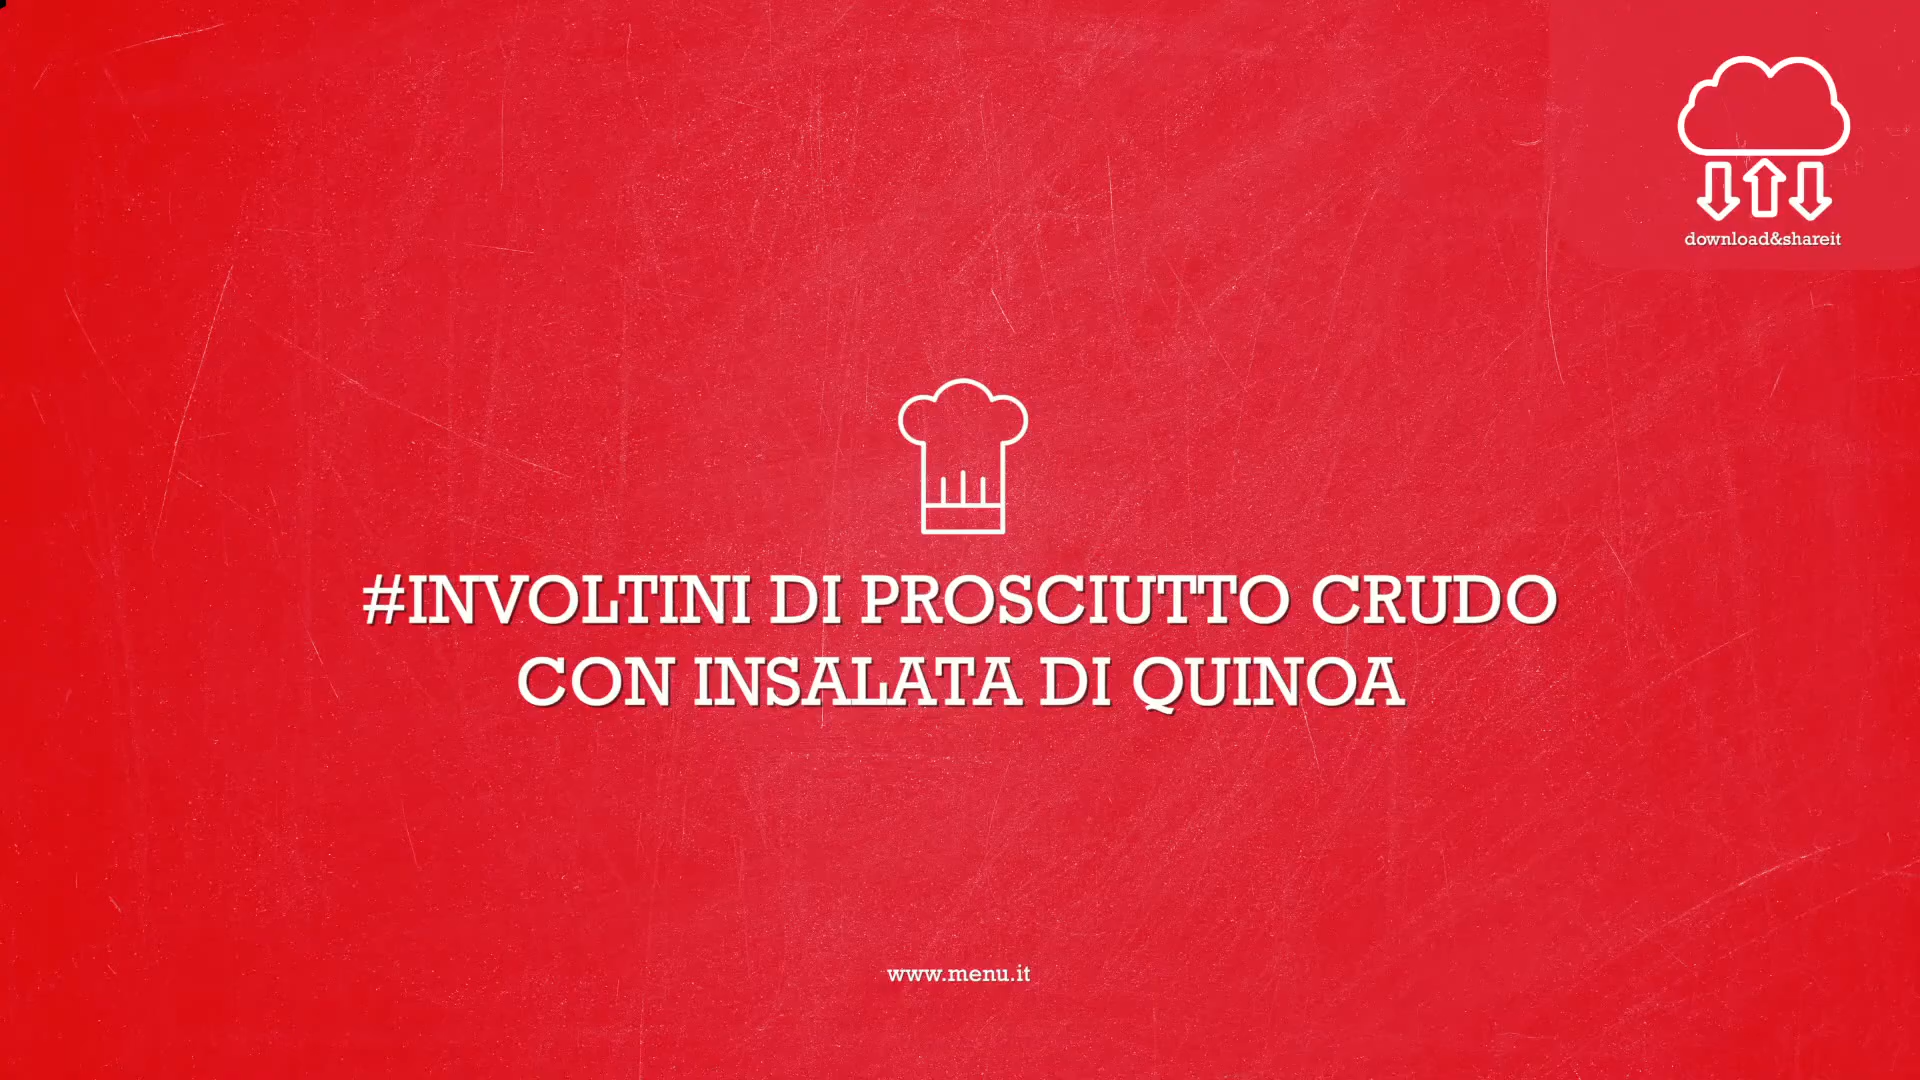 download&shareit
#INVOLTINI DI PROSCIUTTO CRUDO
CON INSALATA DI QUINOA
www.menu.it